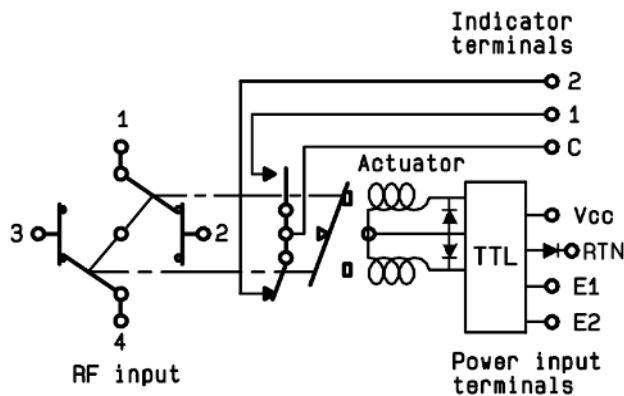 Indicator
terminals
2
1
C
1
Actuator
3
2
TTL
Vcc
RTN
E1
E2
4
RF input
Power input
terminals